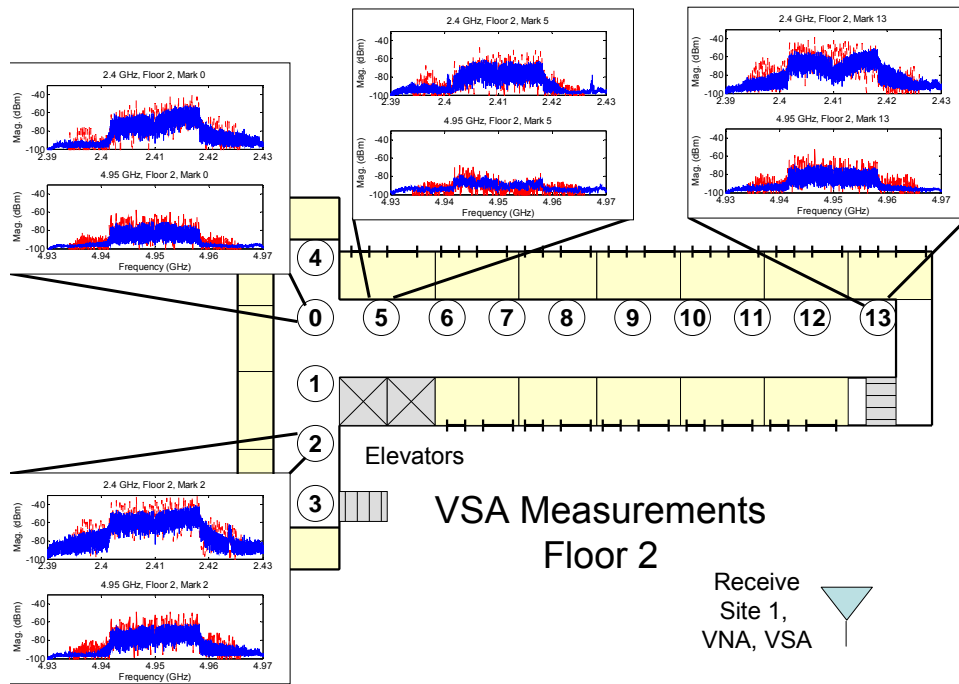 2.4 GHz, Floor 2, Mark 5
Mag. (dBm)
-40
-60
-80
-100
2.39 2.4 2.41 2.42 2.43
4.95 GHz, Floor 2, Mark 5
Mag. (dBm)
-40
-60
-80
-100
4.93 4.94 4.95 4.96 4.97
Frequency (GHz)
2.4 GHz, Floor 2, Mark 13
Mag. (dBm)
-40
-60
-80
-100
2.39 2.4 2.41 2.42 2.43
4.95 GHz, Floor 2, Mark 13
Mag. (dBm)
-40
-60
-80
-100
4.93 4.94 4.95 4.96 4.97
Frequency (GHz)
2.4 GHz, Floor 2, Mark 0
Mag. (dBm)
-40
-60
-80
-100
2.39 2.4 2.41 2.42 2.43
4.95 GHz, Floor 2, Mark 0
Mag. (dBm)
-40
-60
-80
-100
4.93 4.94 4.95 4.96 4.97
Frequency (GHz)
4
0 5 6 7 8 9 10 11 12 13
1
2
3
Elevators
VSA Measurements
Floor 2
2.4 GHz, Floor 2, Mark 2
Mag. (dBm)
-40
-60
-80
-100
2.39 2.4 2.41 2.42 2.43
4.95 GHz, Floor 2, Mark 2
Mag. (dBm)
-40
-60
-80
-100
4.93 4.94 4.95 4.96 4.97
Frequency (GHz)
Receive
Site 1,
VNA, VSA